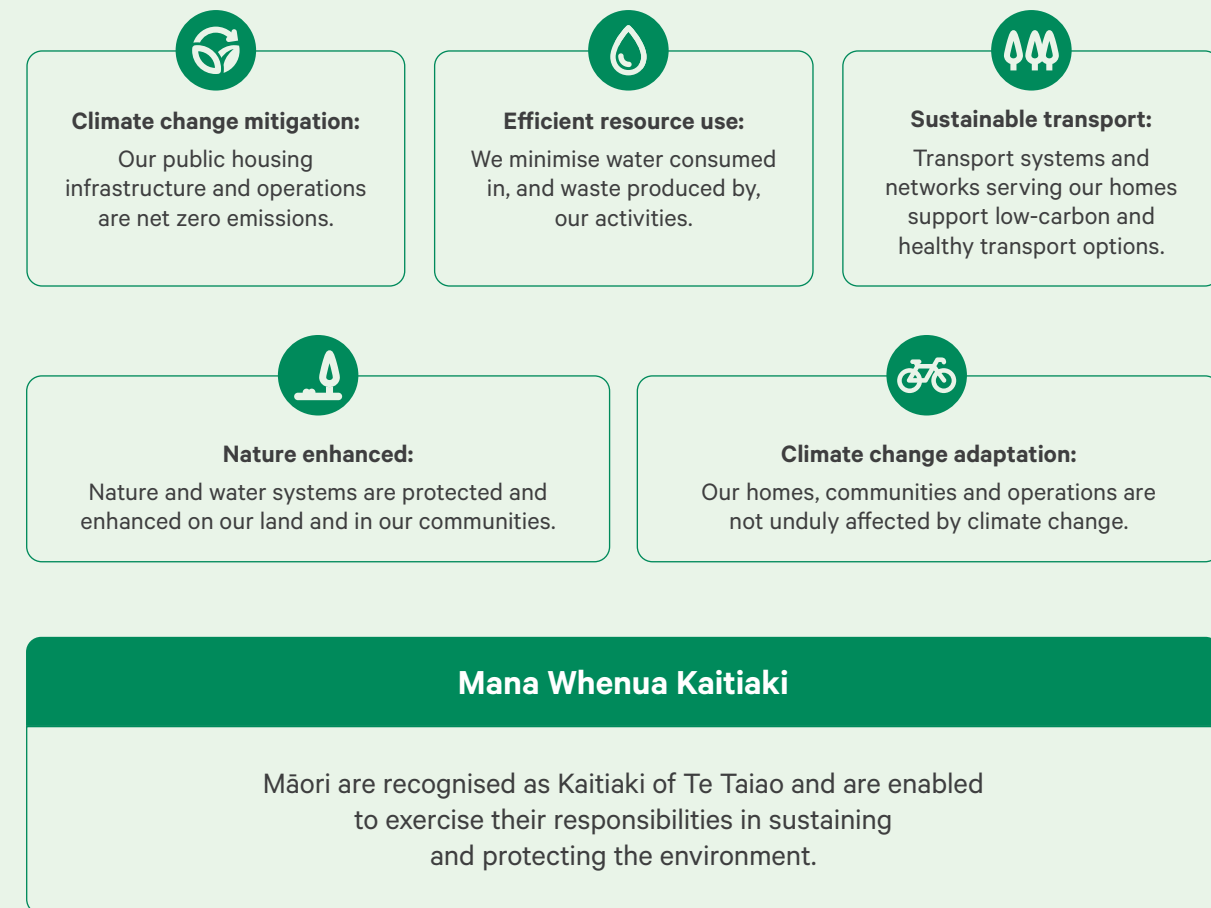 Climate change mitigation:
Our public housing
infrastructure and operations
are net zero emissions.
Efficient resource use:
We minimise water consumed
in, and waste produced by,
our activities.
Sustainable transport:
Transport systems and
networks serving our homes
support low-carbon and
healthy transport options.
Nature enhanced:
Nature and water systems are protected and
enhanced on our land and in our communities.
Climate change adaptation:
Our homes, communities and operations are
not unduly affected by climate change.
Mana Whenua Kaitiaki
Māori are recognised as Kaitiaki of Te Taiao and are enabled
to exercise their responsibilities in sustaining
and protecting the environment.